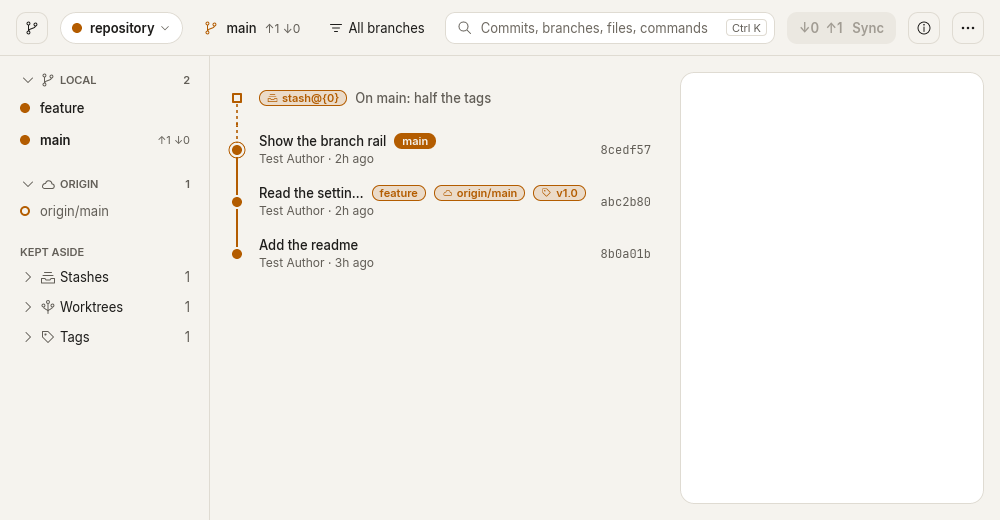 repository
main ↑1 ↓0
All branches
Commits, branches, files, commands Ctrl K
↓0 ↑1 Sync
LOCAL 2
feature
main ↑1 ↓0
ORIGIN 1
origin/main
KEPT ASIDE
Stashes 1
Worktrees 1
Tags 1
stash@{0} On main: half the tags
Show the branch rail main
Test Author · 2h ago 8cedf57
Read the settin... feature origin/main v1.0
Test Author · 2h ago abc2b80
Add the readme
Test Author · 3h ago 8b0a01b